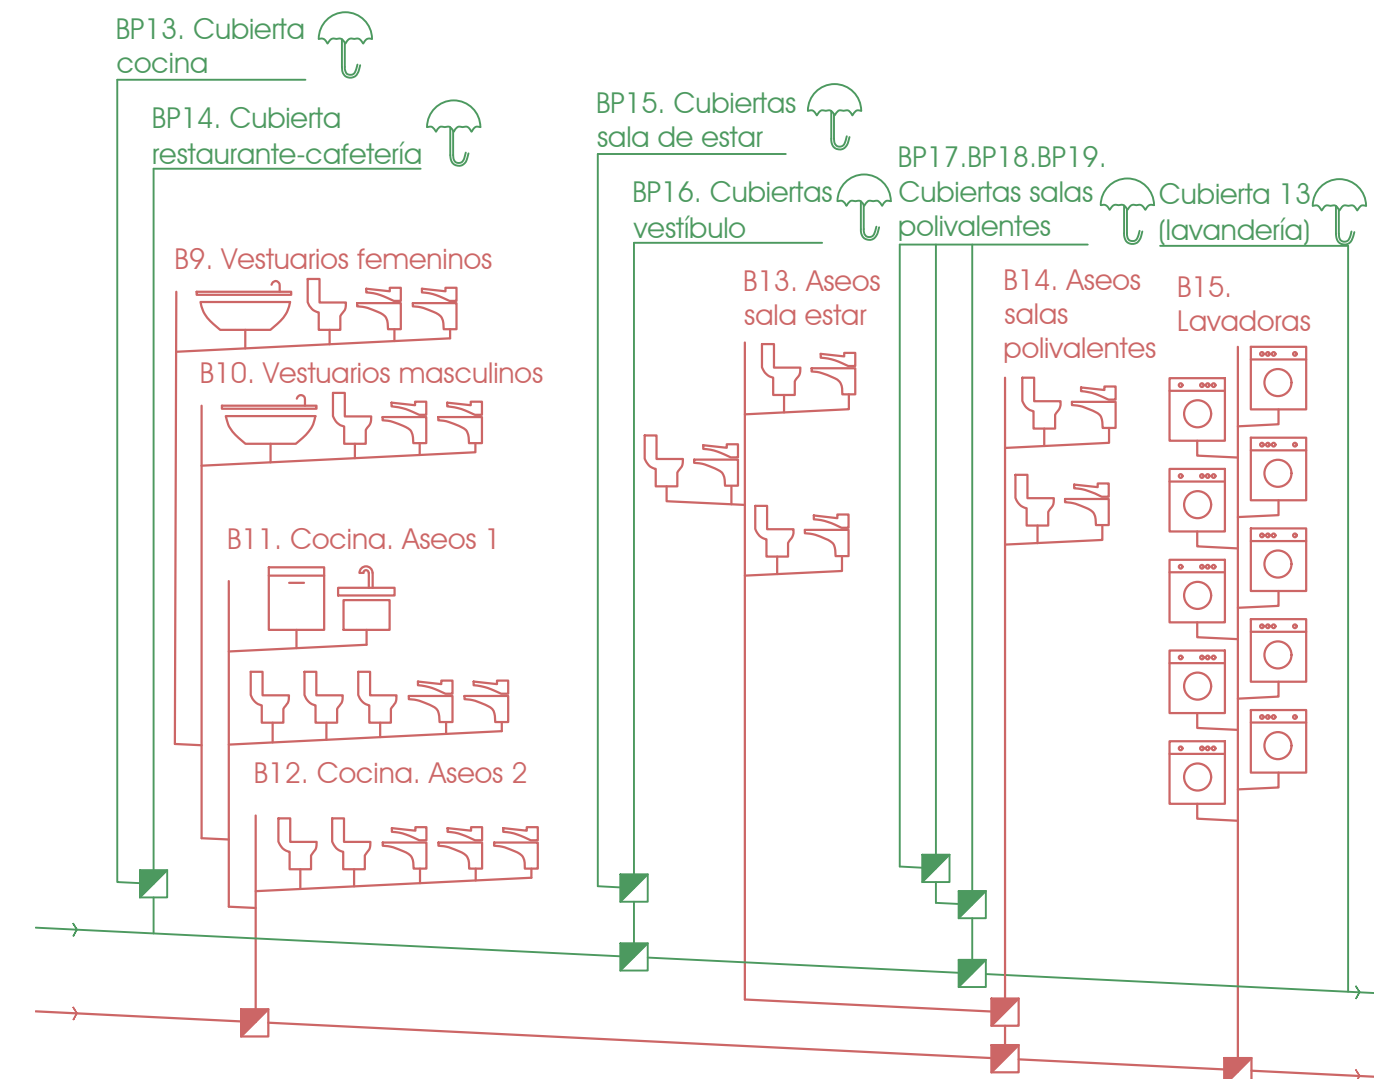 BP13. Cubierta
cocina
BP14. Cubierta
restaurante-cafetería
BP15. Cubiertas
sala de estar
BP16. Cubiertas
vestíbulo
BP17.BP18.BP19.
Cubiertas salas
polivalentes
Cubierta 13
(lavandería)
B9. Vestuarios femeninos
B10. Vestuarios masculinos
B11. Cocina. Aseos 1
B12. Cocina. Aseos 2
B13. Aseos
sala estar
B14. Aseos
salas
polivalentes
B15.
Lavadoras